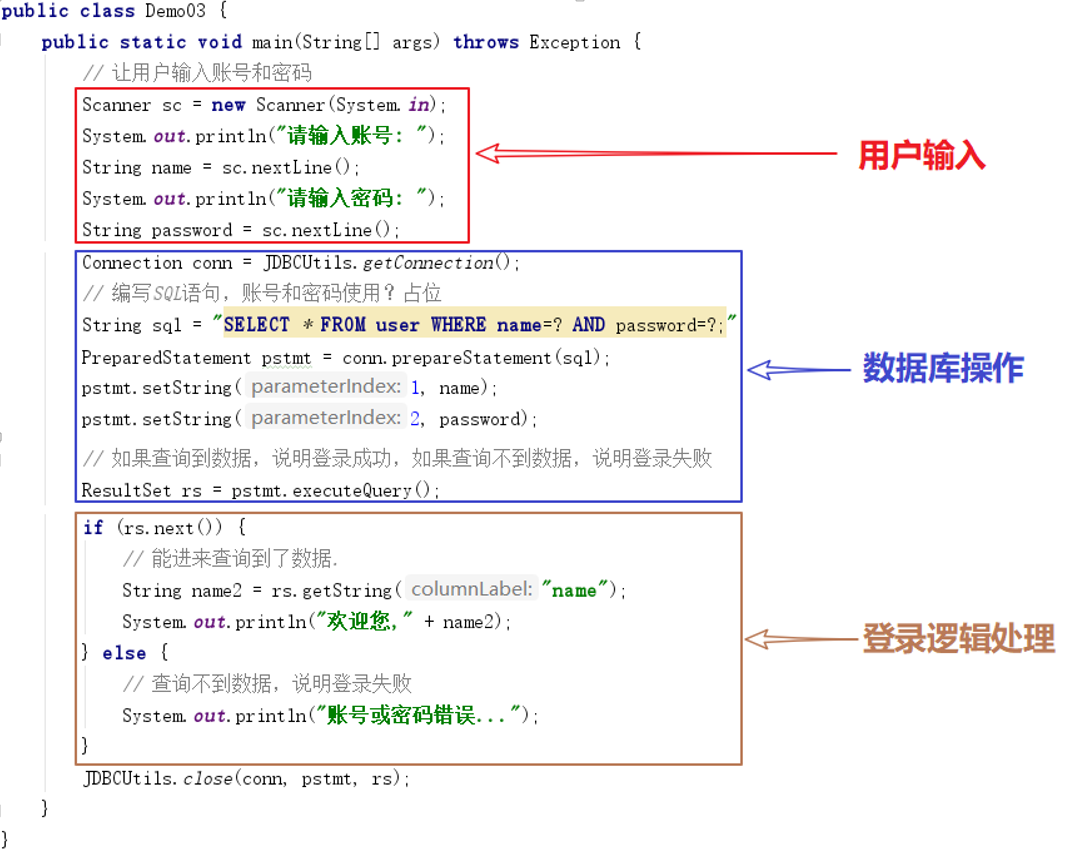 public class Demo03 {
public static void main(String[] args) throws Exception {
// 让用户输入账号和密码
Scanner sc = new Scanner(System.in);
System.out.println("请输入账号: ");
String name = sc.nextLine();
System.out.println("请输入密码: ");
String password = sc.nextLine();
用户输入
Connection conn = JDBCUtils.getConnection();
// 编写SQL语句, 账号和密码使用? 占位
String sql = "SELECT * FROM user WHERE name=? AND password=?;"
PreparedStatement pstmt = conn.prepareStatement(sql);
pstmt.setString( parameterIndex: 1, name);
pstmt.setString( parameterIndex: 2, password);
// 如果查询到数据, 说明登录成功, 如果查询不到数据, 说明登录失败
ResultSet rs = pstmt.executeQuery();
数据库操作
if (rs.next()) {
// 能进来查询到了数据.
String name2 = rs.getString( columnLabel: "name");
System.out.println("欢迎您," + name2);
} else {
// 查询不到数据, 说明登录失败
System.out.println("账号或密码错误...");
}
登录逻辑处理
JDBCUtils.close(conn, pstmt, rs);
}
}